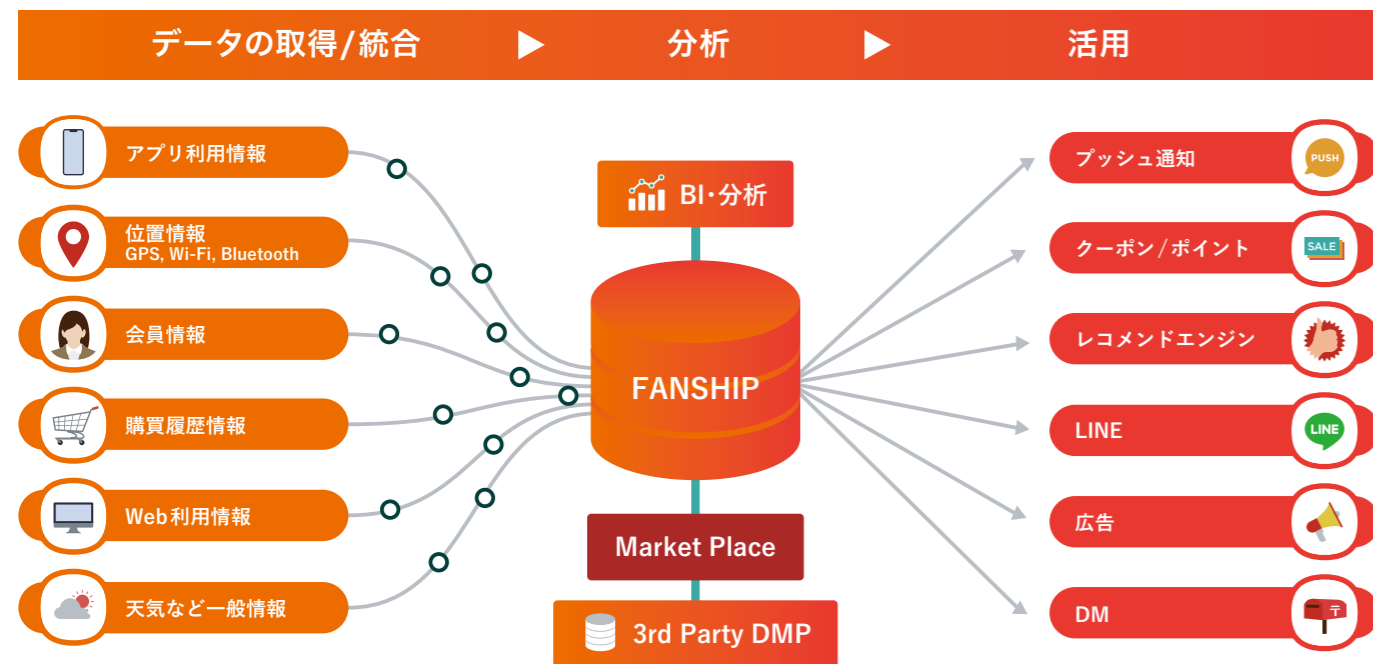 データの取得/統合
分析
活用
アプリ利用情報
位置情報
GPS, Wi-Fi, Bluetooth
会員情報
購買履歴情報
Web利用情報
天気など一般情報
BI・分析
FANSHIP
Market Place
3rd Party DMP
プッシュ通知
PUSH
クーポン/ポイント
SALE
レコメンドエンジン
LINE
LINE
広告
DM
〒